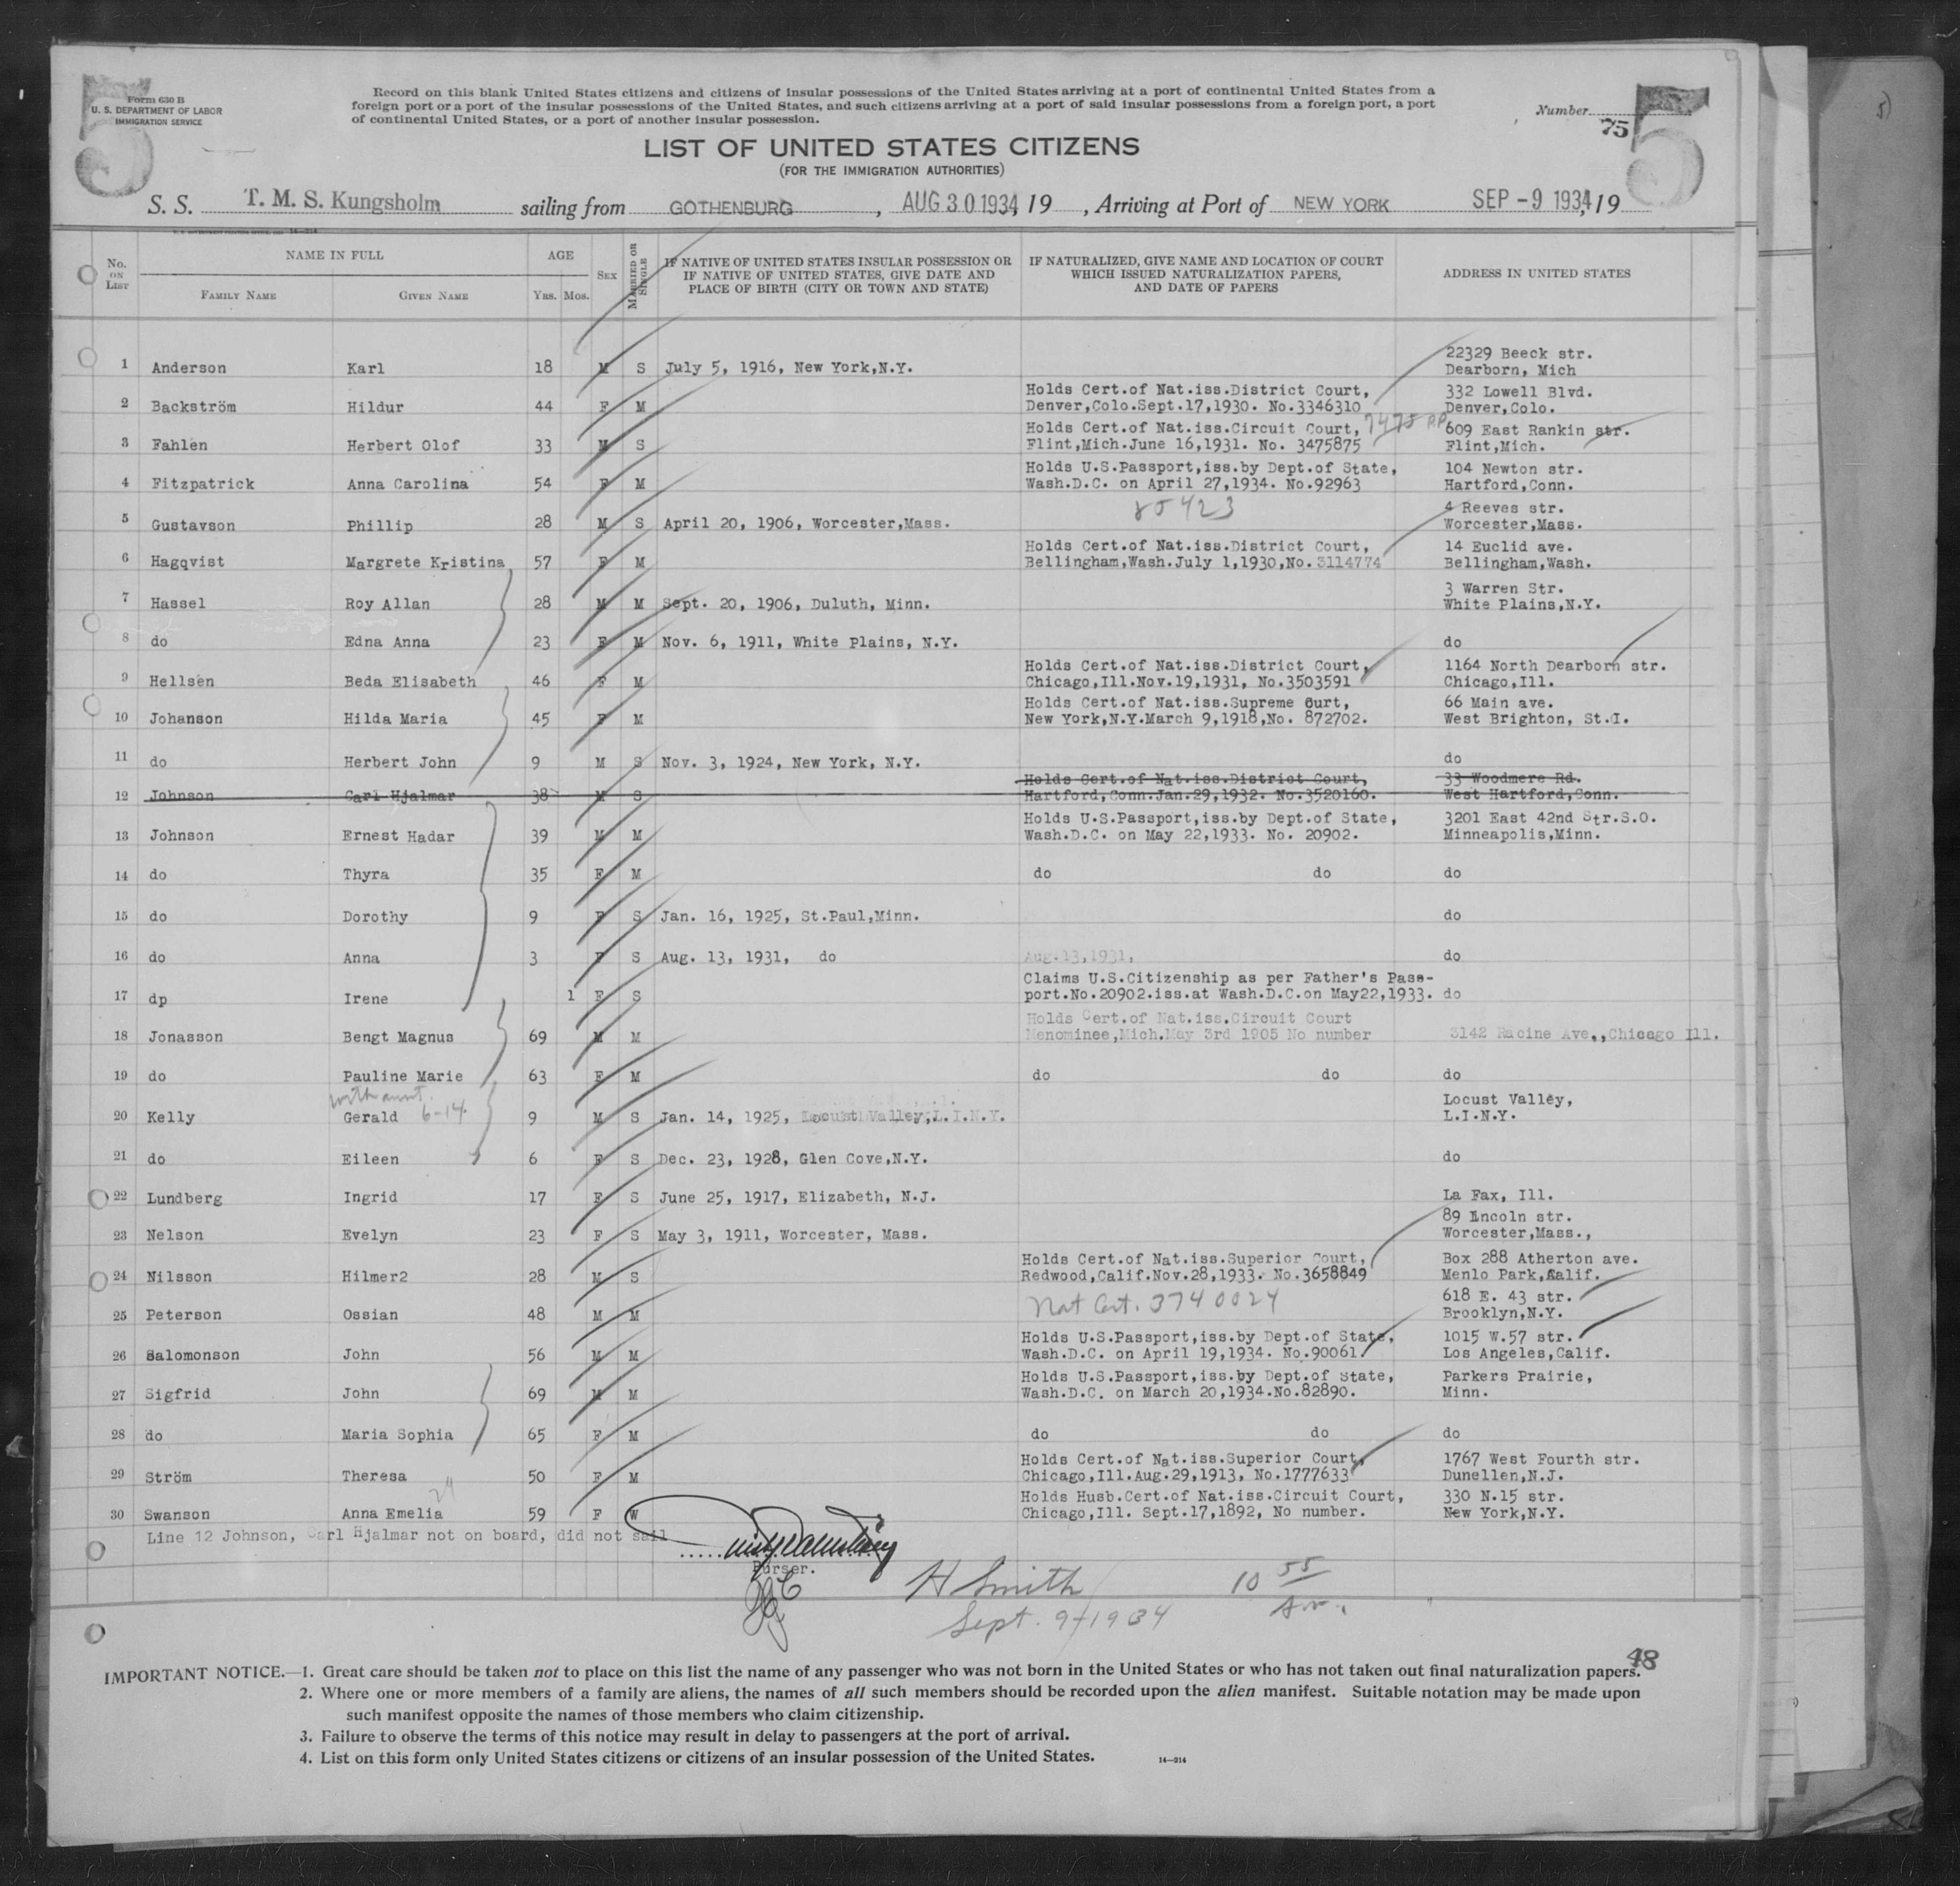 5
Form 630 B
U. S. DEPARTMENT OF LABOR
IMMIGRATION SERVICE
Record on this blank United States citizens and citizens of insular possessions of the United States arriving at a port of continental United States from a
foreign port or a port of the insular possessions of the United States, and such citizens arriving at a port of said insular possessions from a foreign port, a port
of continental United States, or a port of another insular possession.
Number
75
5
LIST OF UNITED STATES CITIZENS
(FOR THE IMMIGRATION AUTHORITIES)
S. S. T. M. S. Kungsholm sailing from GOTHENBURG, AUG 30 1934, 19 , Arriving at Port of NEW YORK SEP -9 1934, 19
No. ON LIST NAME IN FULL AGE SEX MARRIED OR SINGLE IF NATIVE OF UNITED STATES INSULAR POSSESSION OR IF NATIVE OF UNITED STATES, GIVE DATE AND PLACE OF BIRTH (CITY OR TOWN AND STATE) IF NATURALIZED, GIVE NAME AND LOCATION OF COURT WHICH ISSUED NATURALIZATION PAPERS, AND DATE OF PAPERS ADDRESS IN UNITED STATES
FAMILY NAME GIVEN NAME YRS. MOS.
22329 Beeck str.
1 Anderson Karl 18 M S July 5, 1916, New York,N.Y. Dearborn, Mich
Holds Cert.of Nat.iss.District Court, 332 Lowell Blvd.
2 Backström Hildur 44 F M Denver,Colo.Sept.17,1930. No.3346310 Denver,Colo.
Holds Cert.of Nat.iss.Circuit Court, 7475 PP 609 East Rankin str.
3 Fahlén Herbert Olof 33 M S Flint,Mich.June 16,1931. No. 3475875 Flint,Mich.
Holds U.S.Passport,iss.by Dept.of State, 104 Newton str.
4 Fitzpatrick Anna Carolina 54 F M Wash.D.C. on April 27,1934. No.92963 Hartford,Conn.
85423 4 Reeves str.
5 Gustavson Phillip 28 M S April 20, 1906, Worcester,Mass. Worcester,Mass.
Holds Cert.of Nat.iss.District Court, 14 Euclid ave.
6 Hagqvist Margrete Kristina 57 F M Bellingham,Wash.July 1,1930,No.3114774 Bellingham,Wash.
3 Warren Str.
7 Hassel Roy Allan 28 M M Sept. 20, 1906, Duluth, Minn. White Plains,N.Y.
8 do Edna Anna 23 F M Nov. 6, 1911, White Plains, N.Y. do
Holds Cert.of Nat.iss.District Court, 1164 North Dearborn str.
9 Hellsén Beda Elisabeth 46 F M Chicago,Ill.Nov.19,1931, No.3503591 Chicago,Ill.
Holds Cert.of Nat.iss.Supreme Ourt, 66 Main ave.
10 Johanson Hilda Maria 45 F M New York,N.Y.March 9,1918,No. 872702. West Brighton, St.I.
11 do Herbert John 9 M S Nov. 3, 1924, New York, N.Y. do
Holds Cert.of Nat.iss.District Court, 33 Woodmere Rd.
12 Johnson Carl Hjalmar 38 M S Hartford,Conn.Jan.29,1932. No.3520160. West Hartford,Conn.
Holds U.S.Passport,iss.by Dept.of State, 3201 East 42nd Str.S.O.
13 Johnson Ernest Hadar 39 M M Wash.D.C. on May 22,1933. No. 20902. Minneapolis,Minn.
14 do Thyra 35 F M do do do
15 do Dorothy 9 F S Jan. 16, 1925, St.Paul,Minn. do
16 do Anna 3 F S Aug. 13, 1931, do Aug.13,1931, do
Claims U.S.Citizenship as per Father's Pass-
17 dp Irene 1 F S port.No.20902.iss.at Wash.D.C.on May22,1933. do
Holds Cert.of Nat.iss.Circuit Court
18 Jonasson Bengt Magnus 69 M M Menominee,Mich.May 3rd 1905 No number 3142 Racine Ave,,Chicago Ill.
19 do Pauline Marie 63 F M do do do
with aunt. Locust Valley,
20 Kelly Gerald 6-14 9 M S Jan. 14, 1925, Locust Valley,L.I.N.Y. L.I.N.Y.
21 do Eileen 6 F S Dec. 23, 1928, Glen Cove,N.Y. do
22 Lundberg Ingrid 17 F S June 25, 1917, Elizabeth, N.J. La Fax, Ill.
89 Lncoln str.
23 Nelson Evelyn 23 F S May 3, 1911, Worcester, Mass. Worcester,Mass.,
Holds Cert.of Nat.iss.Superior Court, Box 288 Atherton ave.
24 Nilsson Hilmer2 28 M S Redwood,Calif.Nov.28,1933. No.3658849 Menlo Park,Calif.
Nat Cert. 3740024 618 E. 43 str.
25 Peterson Ossian 48 M M Brooklyn,N.Y.
Holds U.S.Passport,iss.by Dept.of State, 1015 W.57 str.
26 Salomonson John 56 M M Wash.D.C. on April 19,1934. No.90061. Los Angeles,Calif.
Holds U.S.Passport,iss.by Dept.of State, Parkers Prairie,
27 Sigfrid John 69 M M Wash.D.C. on March 20,1934.No.82890. Minn.
28 do Maria Sophia 65 F M do do do
Holds Cert.of Nat.iss.Superior Court, 1767 West Fourth str.
29 Ström Theresa 50 F M Chicago,Ill.Aug.29,1913, No.1777633 Dunellen,N.J.
Holds Husb.Cert.of Nat.iss.Circuit Court, 330 N.15 str.
30 Swanson Anna Emelia 59 F W Chicago,Ill. Sept.17,1892, No number. New York,N.Y.
Line 12 Johnson, Carl Hjalmar not on board, did not sail
Purser.
H Smith 10 55
Sept. 9-1934 A.M.
48
IMPORTANT NOTICE.—1. Great care should be taken not to place on this list the name of any passenger who was not born in the United States or who has not taken out final naturalization papers.
2. Where one or more members of a family are aliens, the names of all such members should be recorded upon the alien manifest. Suitable notation may be made upon
such manifest opposite the names of those members who claim citizenship.
3. Failure to observe the terms of this notice may result in delay to passengers at the port of arrival.
4. List on this form only United States citizens or citizens of an insular possession of the United States. 14—214